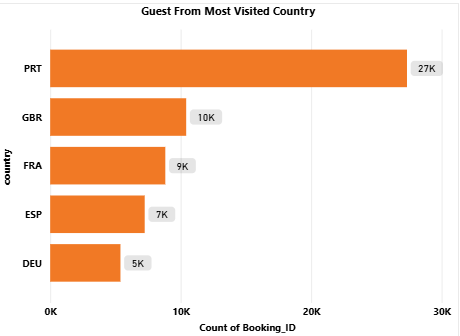 Guest From Most Visited Country
country
PRT 27K
GBR 10K
FRA 9K
ESP 7K
DEU 5K
0K 10K 20K 30K
Count of Booking_ID